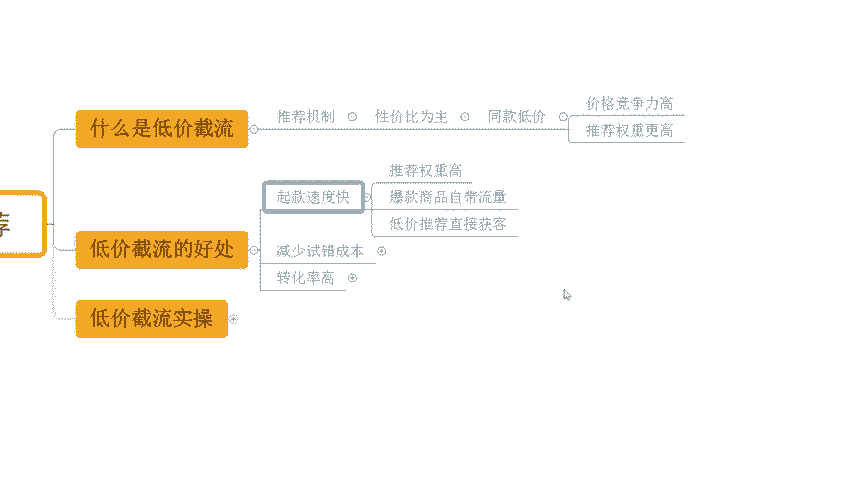 荐
什么是低价截流
推荐机制
性价比为主
同款低价
价格竞争力高
推荐权重更高
低价截流的好处
起款速度快
推荐权重高
爆款商品自带流量
低价推荐直接获客
减少试错成本
转化率高
低价截流实操